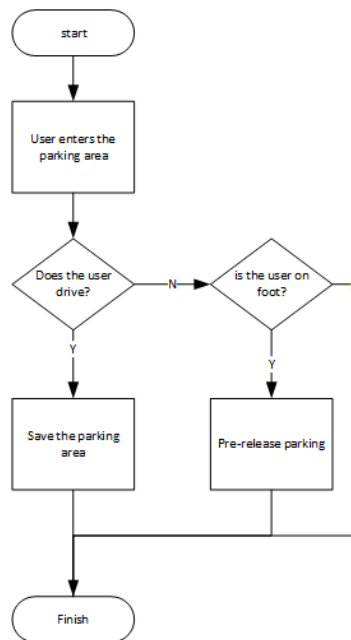 start
User enters the
parking area
Does the user
drive?
N
is the user on
foot?
Y
Y
Save the parking
area
Pre-release parking
Finish